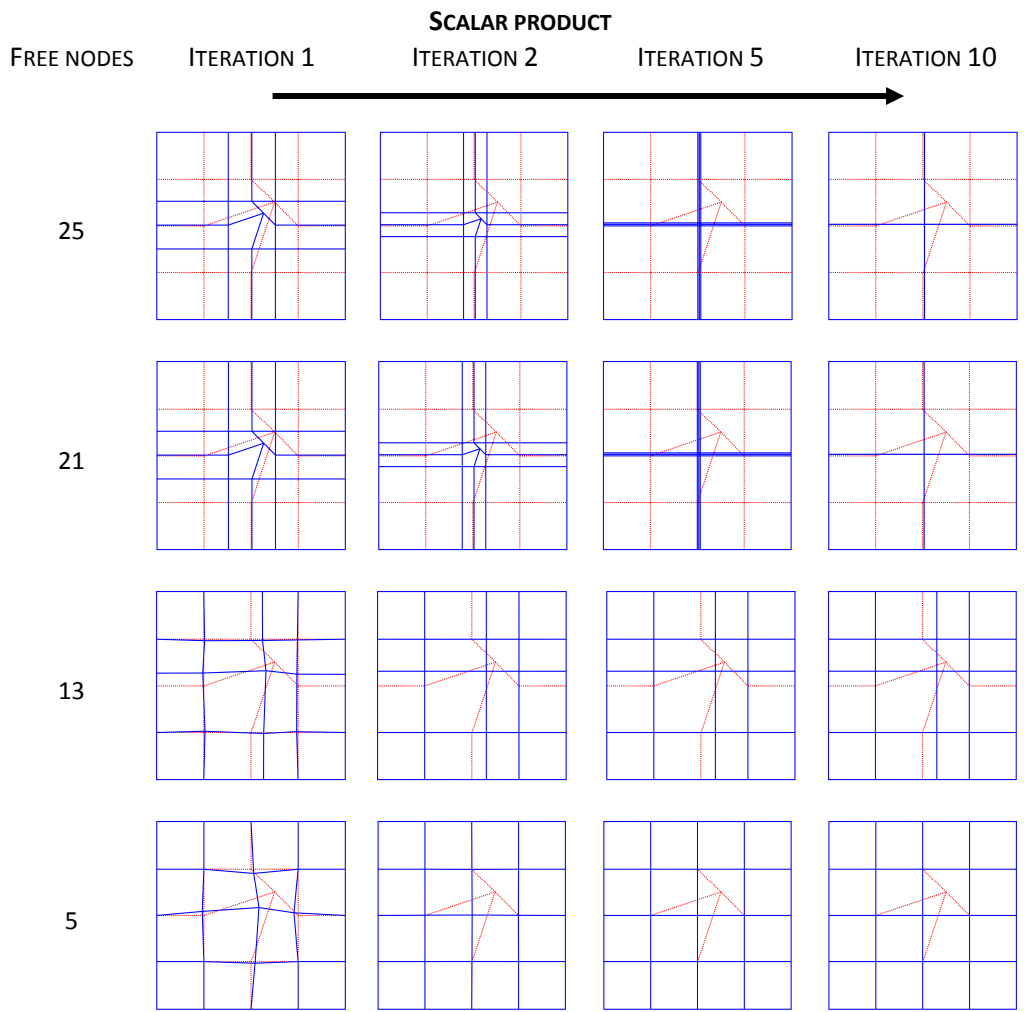 SCALAR PRODUCT
FREE NODES ITERATION 1 ITERATION 2 ITERATION 5 ITERATION 10
25
21
13
5